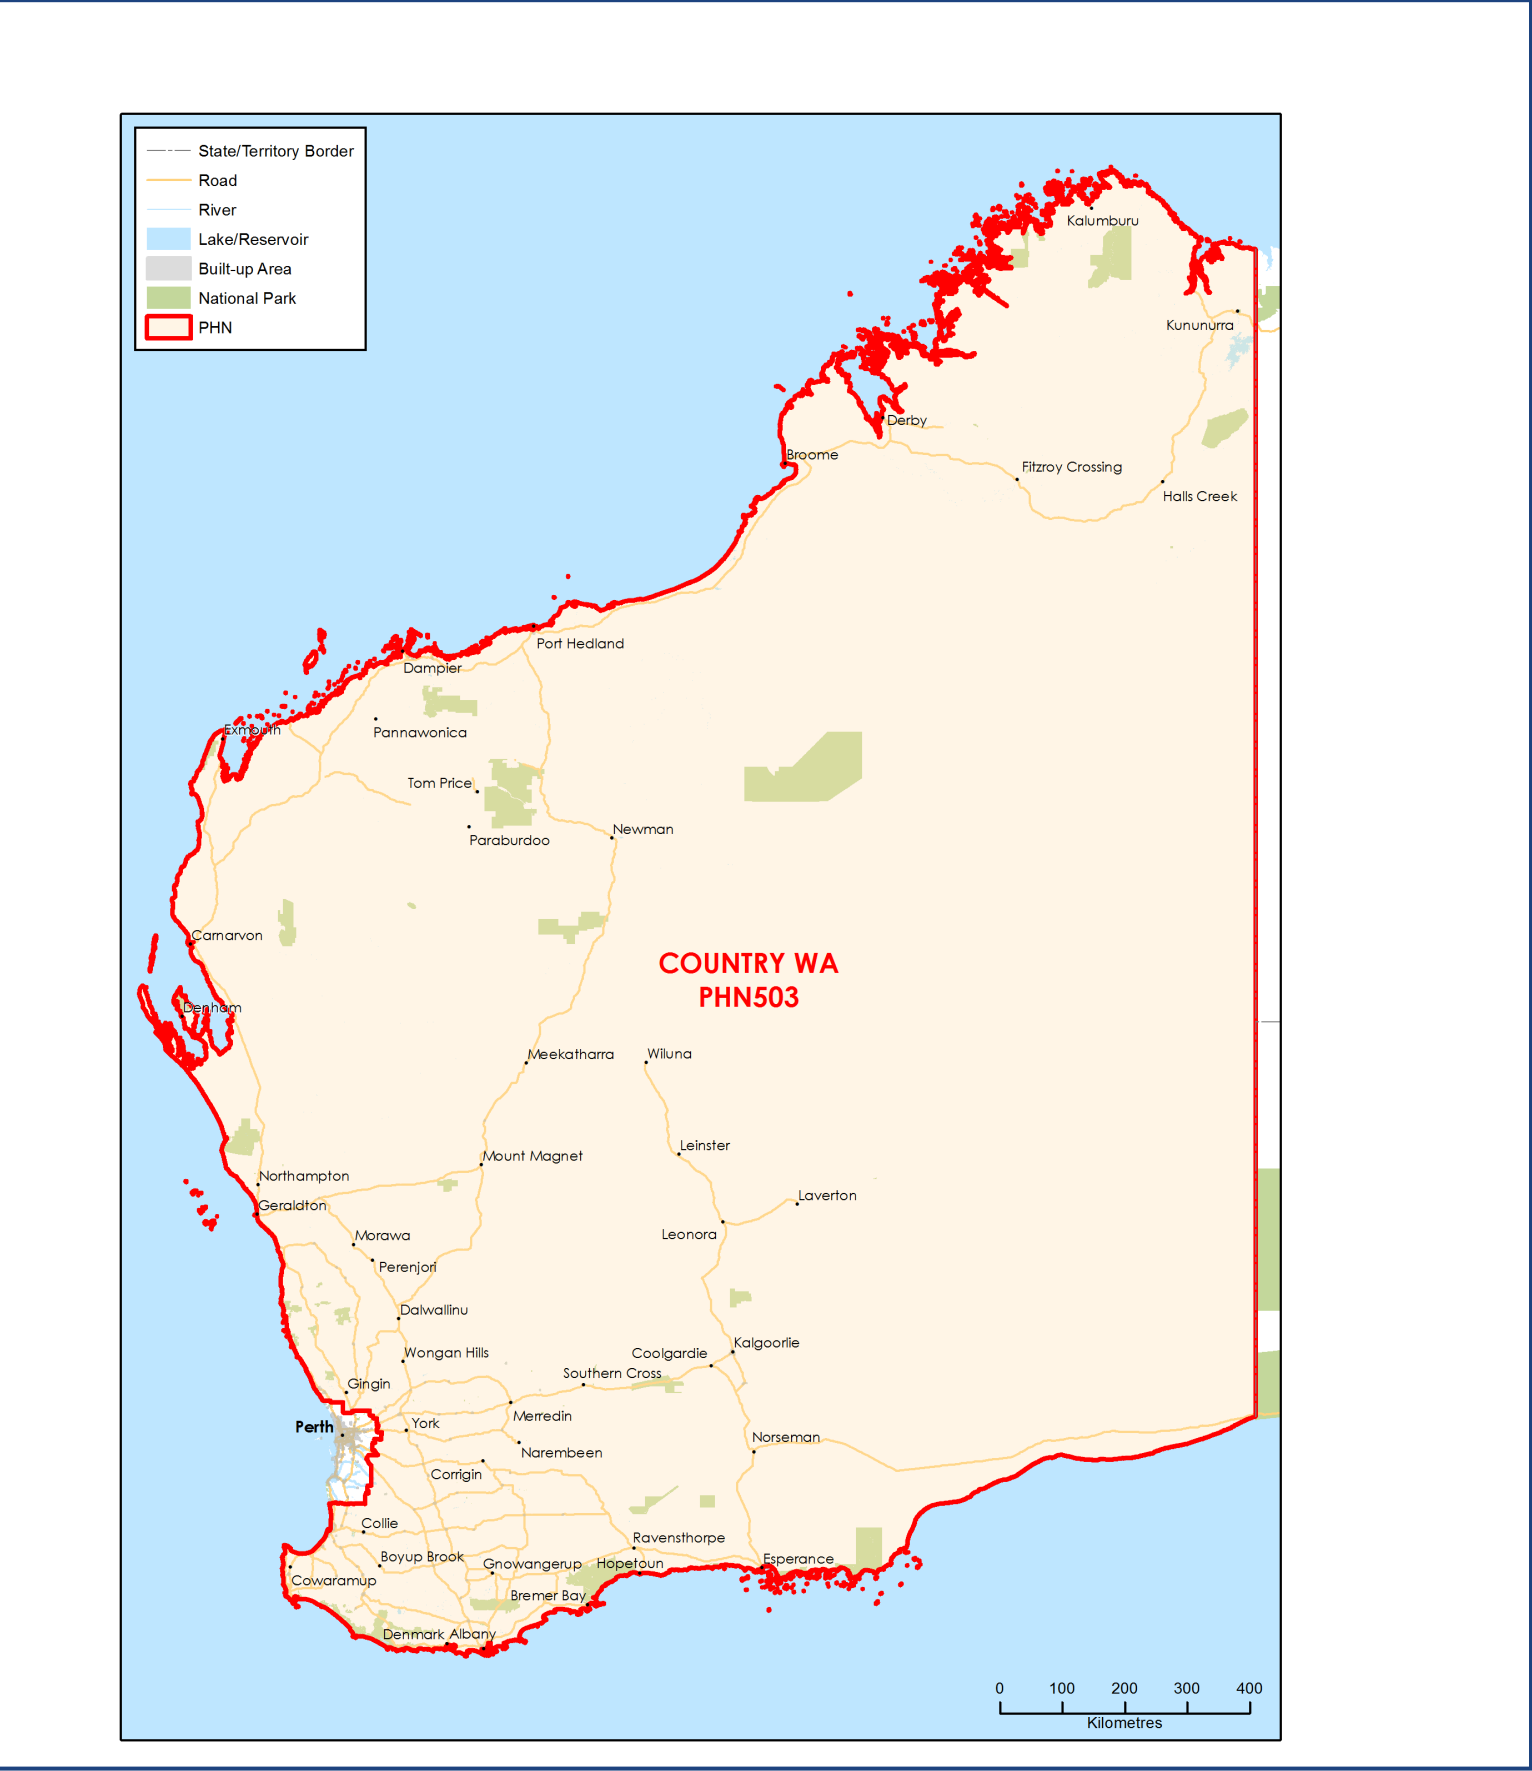 State/Territory Border
Road
River
Lake/Reservoir
Built-up Area
National Park
PHN
Kalumburu
Kununurra
Derby
Broome
Fitzroy Crossing
Halls Creek
Port Hedland
Dampier
Exmouth
Pannawonica
Tom Price
Newman
Paraburdoo
Carnarvon
COUNTRY WA
PHN503
Denham
Meekatharra
Wiluna
Leinster
Mount Magnet
Northampton
Laverton
Geraldton
Leonora
Morawa
Perenjori
Dalwallinu
Kalgoorlie
Wongan Hills
Coolgardie
Southern Cross
Gingin
Merredin
York
Perth
Norseman
Narembeen
Corrigin
Collie
Ravensthorpe
Boyup Brook
Gnowangerup
Hopetoun
Esperance
Cowaramup
Bremer Bay
Denmark
Albany
0 100 200 300 400
Kilometres